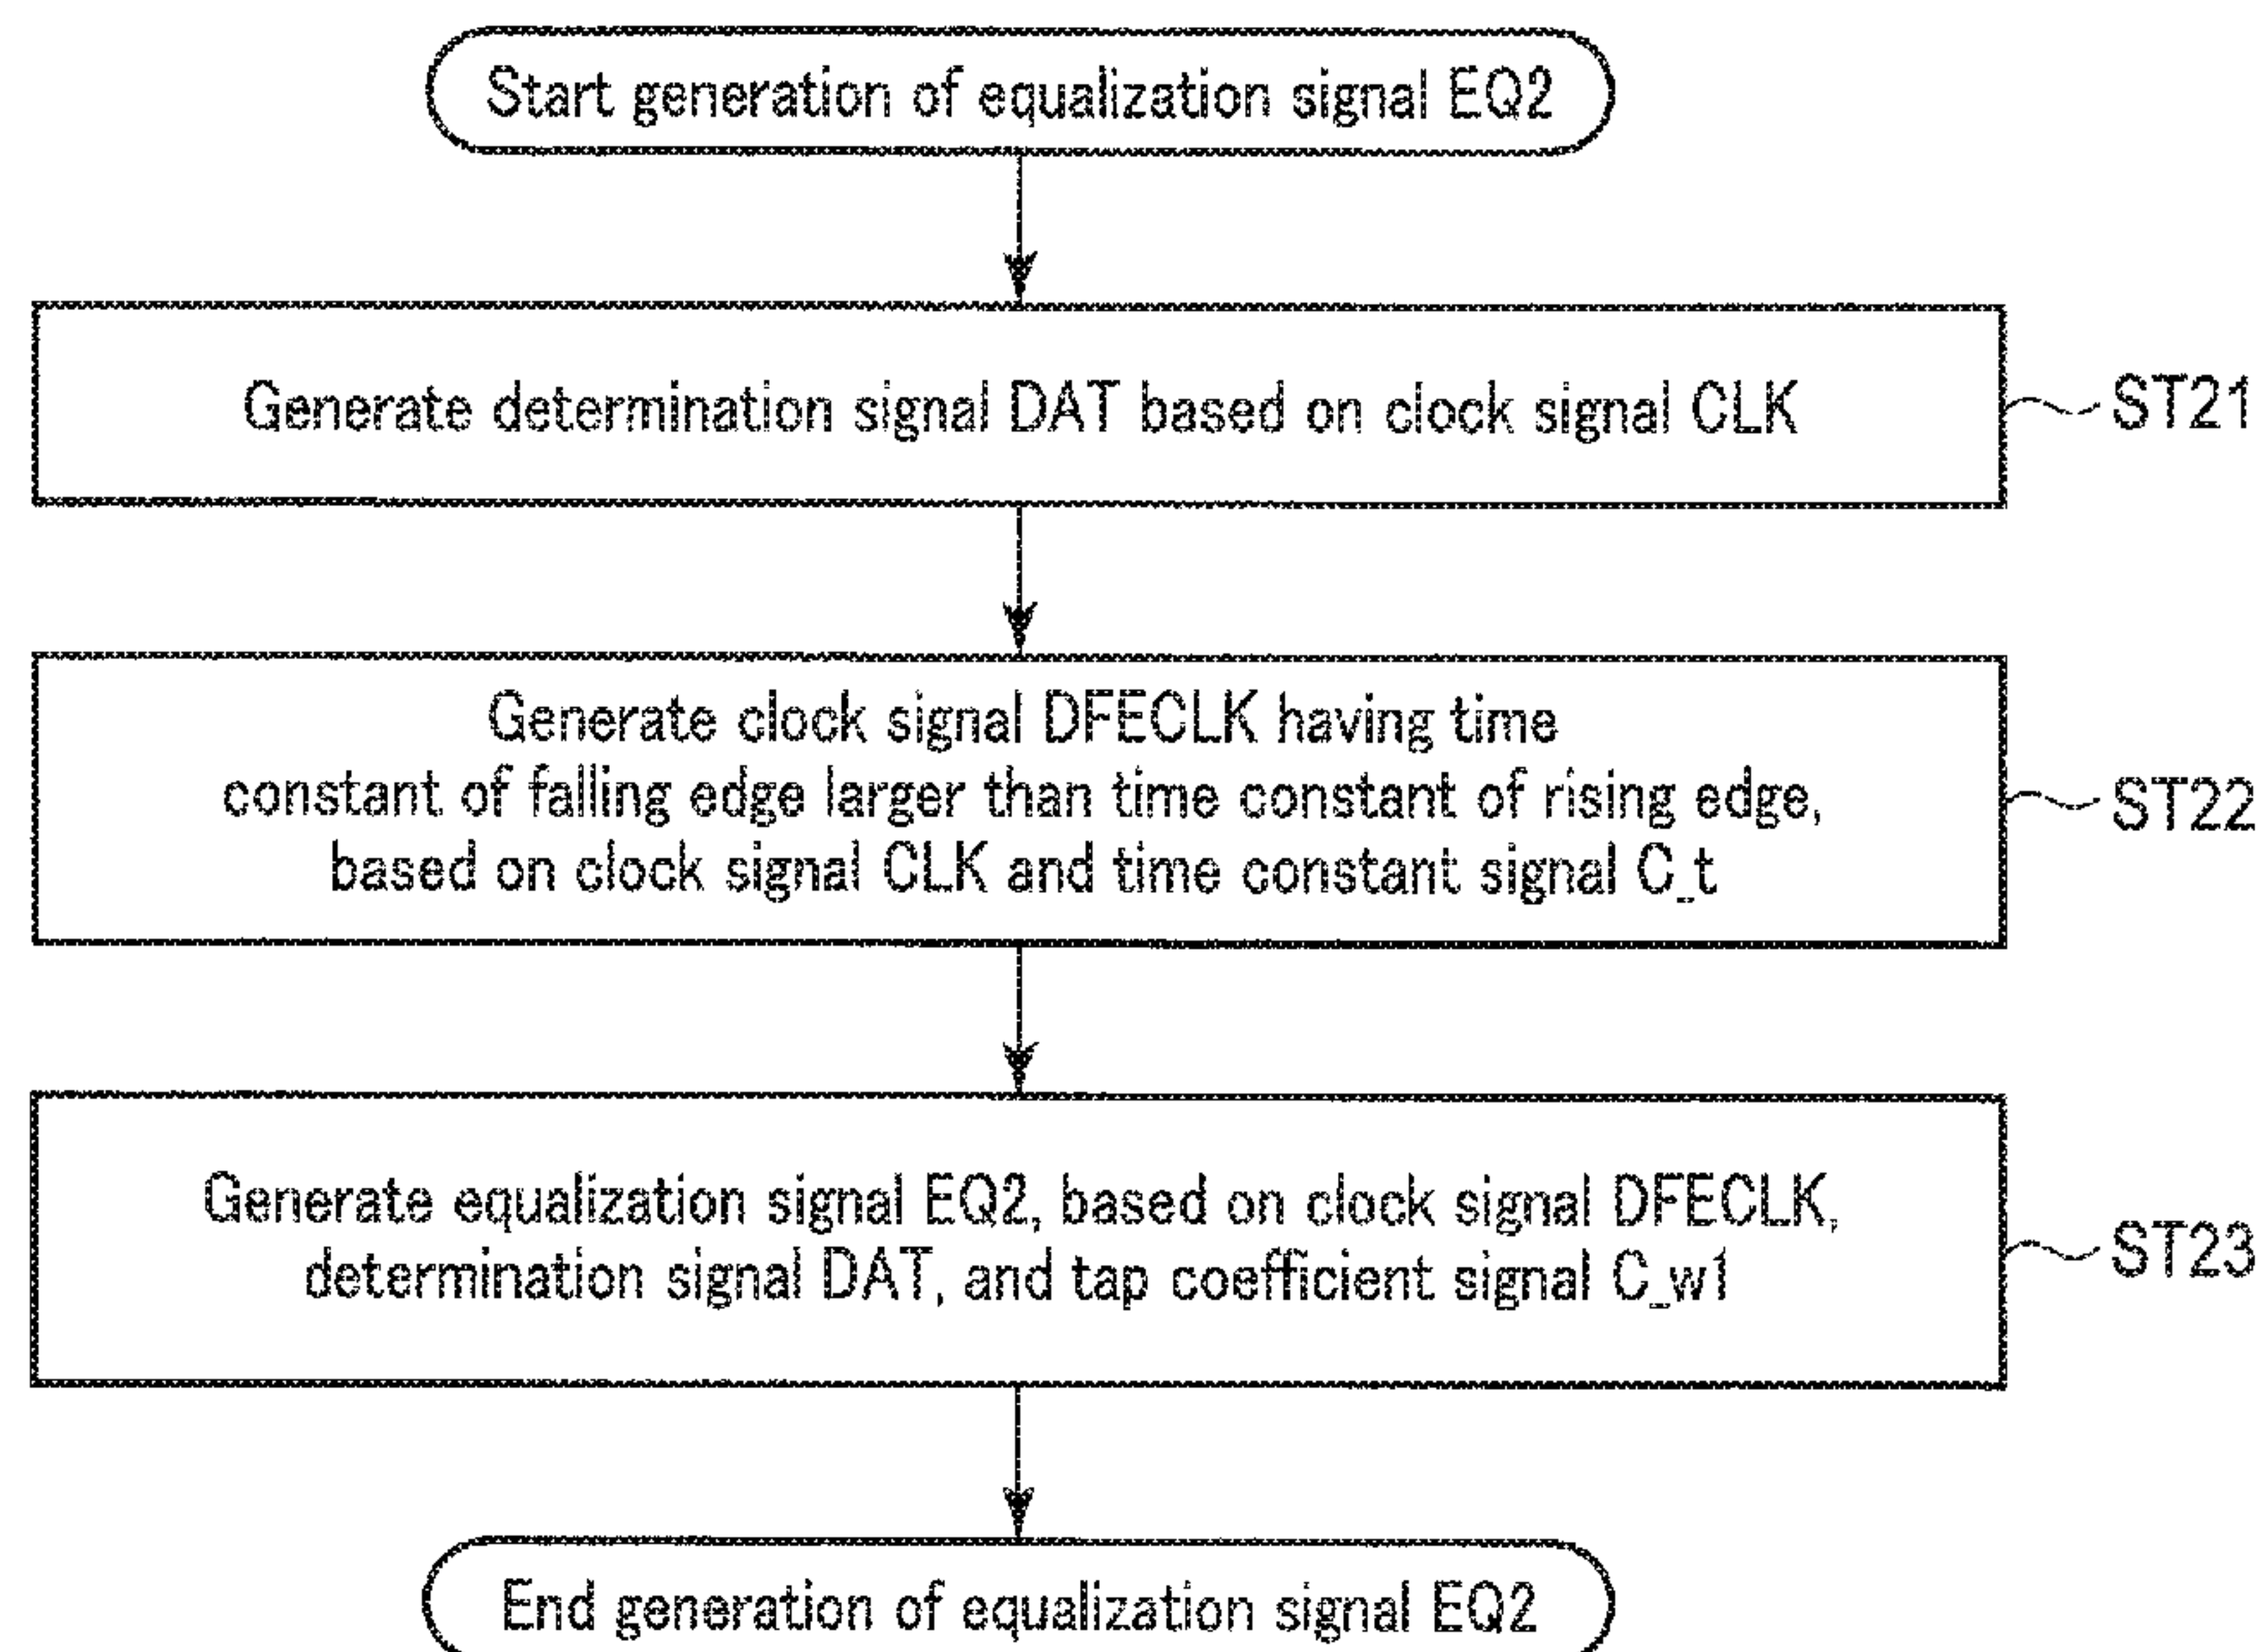 Start generation of equalization signal EQ2
Generate determination signal DAT based on clock signal CLK
ST21
Generate clock signal DFECLK having time
constant of falling edge larger than time constant of rising edge,
based on clock signal CLK and time constant signal C_t
ST22
Generate equalization signal EQ2, based on clock signal DFECLK,
determination signal DAT, and tap coefficient signal C_w1
ST23
End generation of equalization signal EQ2